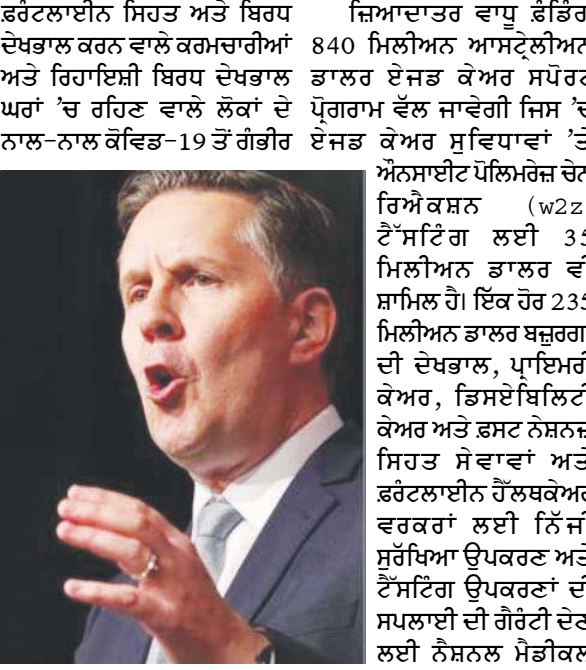 ਫ਼ਰੰਟਲਾਈਨ ਸਿਹਤ ਅਤੇ ਬਿਰਧ
ਦੇਖਭਾਲ ਕਰਨ ਵਾਲੇ ਕਰਮਚਾਰੀਆਂ
ਅਤੇ ਰਿਹਾਇਸ਼ੀ ਬਿਰਧ ਦੇਖਭਾਲ
ਘਰਾਂ ’ਚ ਰਹਿਣ ਵਾਲੇ ਲੋਕਾਂ ਦੇ
ਨਾਲ-ਨਾਲ ਕੋਵਿਡ-19 ਤੋਂ ਗੰਭੀਰ
ਜ਼ਿਆਦਾਤਰ ਵਾਧੂ ਫ਼ੰਡਿੰਗ
840 ਮਿਲੀਅਨ ਆਸਟ੍ਰੇਲੀਅਨ
ਡਾਲਰ ਏਜਡ ਕੇਅਰ ਸਪੋਰਟ
ਪ੍ਰੋਗਰਾਮ ਵੱਲ ਜਾਵੇਗੀ ਜਿਸ ’ਚ
ਏਜਡ ਕੇਅਰ ਸੁਵਿਧਾਵਾਂ ’ਤੇ
ਔਨਸਾਈਟ ਪੋਲਿਮਰੇਜ਼ ਚੇਨ
ਰਿਐਕਸ਼ਨ (w2z
ਟੈੱਸਟਿੰਗ ਲਈ 35
ਮਿਲੀਅਨ ਡਾਲਰ ਵੀ
ਸ਼ਾਮਿਲ ਹੈ। ਇੱਕ ਹੋਰ 235
ਮਿਲੀਅਨ ਡਾਲਰ ਬਜ਼ੁਰਗਾਂ
ਦੀ ਦੇਖਭਾਲ, ਪ੍ਰਾਇਮਰੀ
ਕੇਅਰ, ਡਿਸਏਬਿਲਿਟੀ
ਕੇਅਰ ਅਤੇ ਫ਼ਸਟ ਨੇਸ਼ਨਜ਼
ਸਿਹਤ ਸੇਵਾਵਾਂ ਅਤੇ
ਫ਼ਰੰਟਲਾਈਨ ਹੈੱਲਥਕੇਅਰ
ਵਰਕਰਾਂ ਲਈ ਨਿੱਜੀ
ਸੁਰੱਖਿਆ ਉਪਕਰਣ ਅਤੇ
ਟੈੱਸਟਿੰਗ ਉਪਕਰਣਾਂ ਦੀ
ਸਪਲਾਈ ਦੀ ਗੈਰੰਟੀ ਦੇਣ
ਲਈ ਨੈਸ਼ਨਲ ਮੈਡੀਕਲ